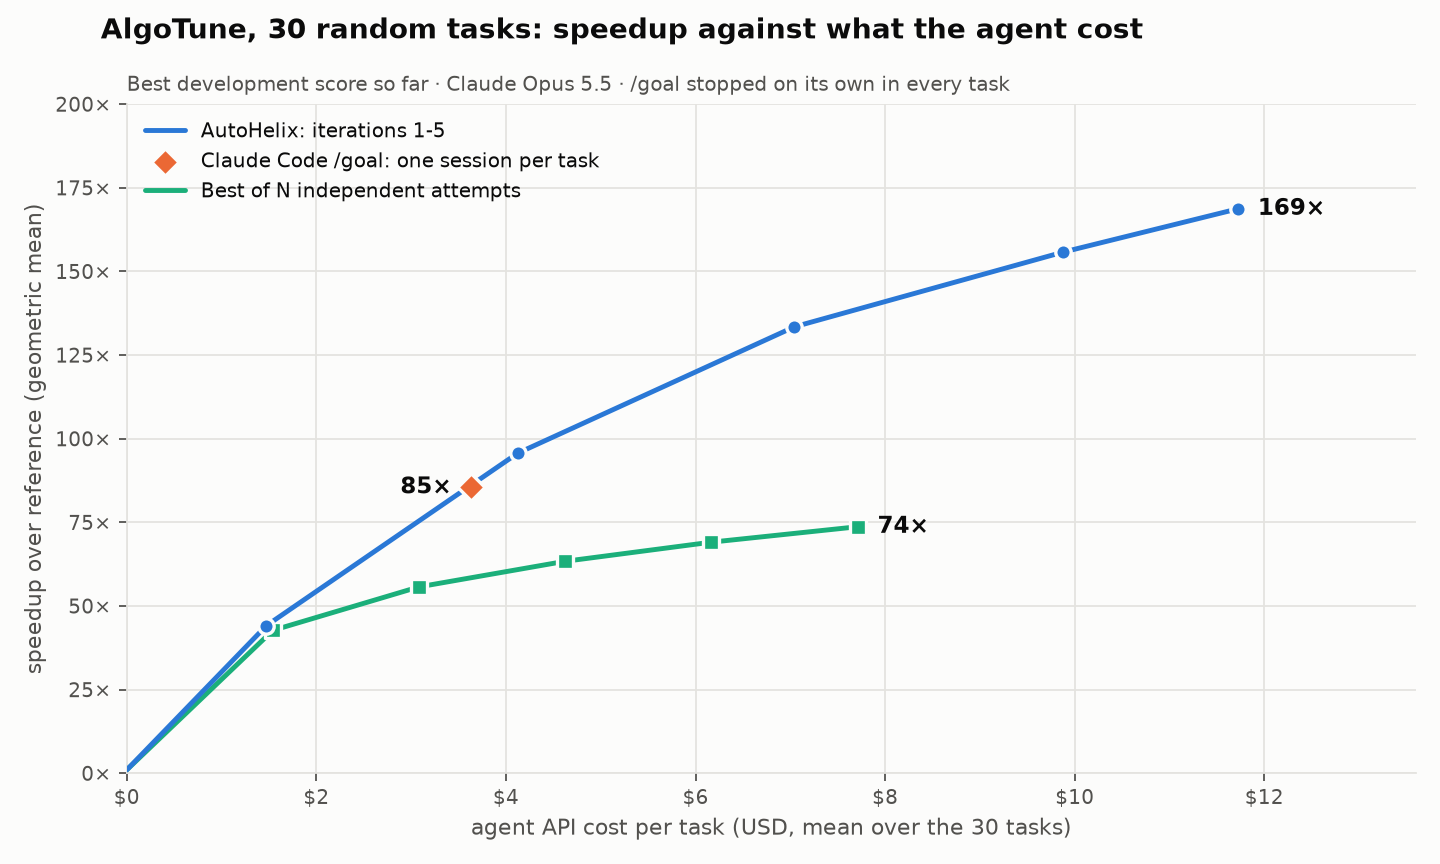 AlgoTune, 30 random tasks: speedup against what the agent cost
Best development score so far · Claude Opus 5.5 · /goal stopped on its own in every task
AutoHelix: iterations 1-5
Claude Code /goal: one session per task
Best of N independent attempts
200×
175×
150×
125×
100×
75×
50×
25×
0×
speedup over reference (geometric mean)
169×
85×
74×
$0
$2
$4
$6
$8
$10
$12
agent API cost per task (USD, mean over the 30 tasks)